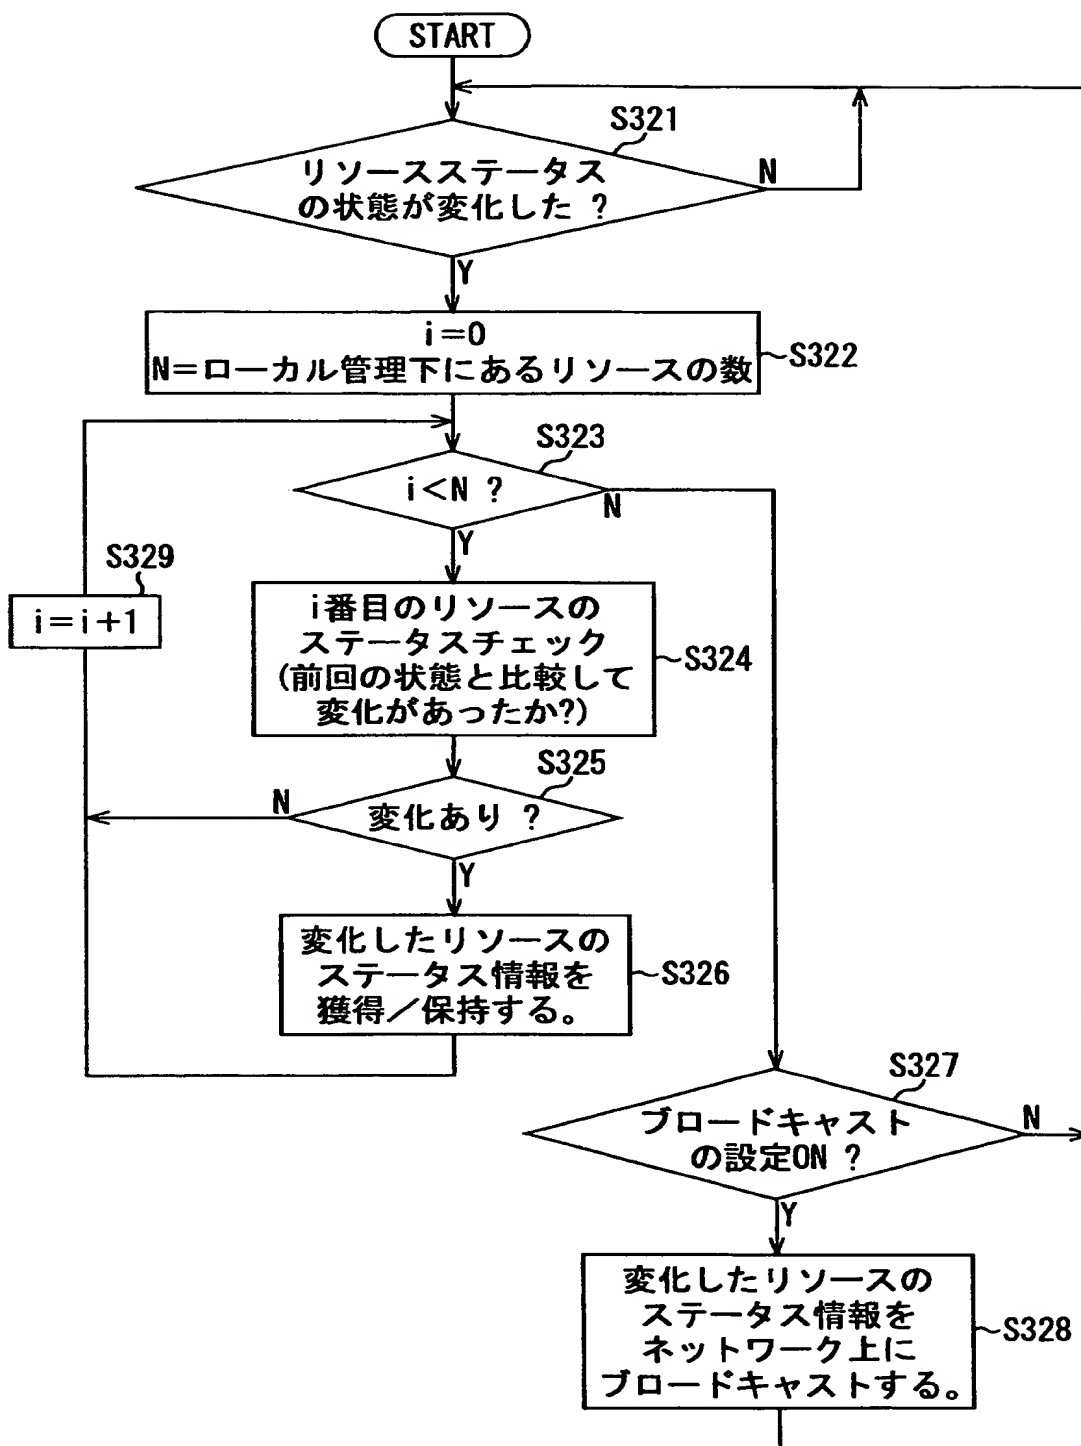 START
S321
リソースステータス
の状態が変化した ?
N
Y
i=0
N=ローカル管理下にあるリソースの数
S322
S323
i<N ?
N
Y
S329
i=i+1
i番目のリソースの
ステータスチェック
(前回の状態と比較して
変化があったか?)
S324
S325
変化あり ?
N
Y
変化したリソースの
ステータス情報を
獲得/保持する。
S326
S327
ブロードキャスト
の設定ON ?
N
Y
変化したリソースの
ステータス情報を
ネットワーク上に
ブロードキャストする。
S328